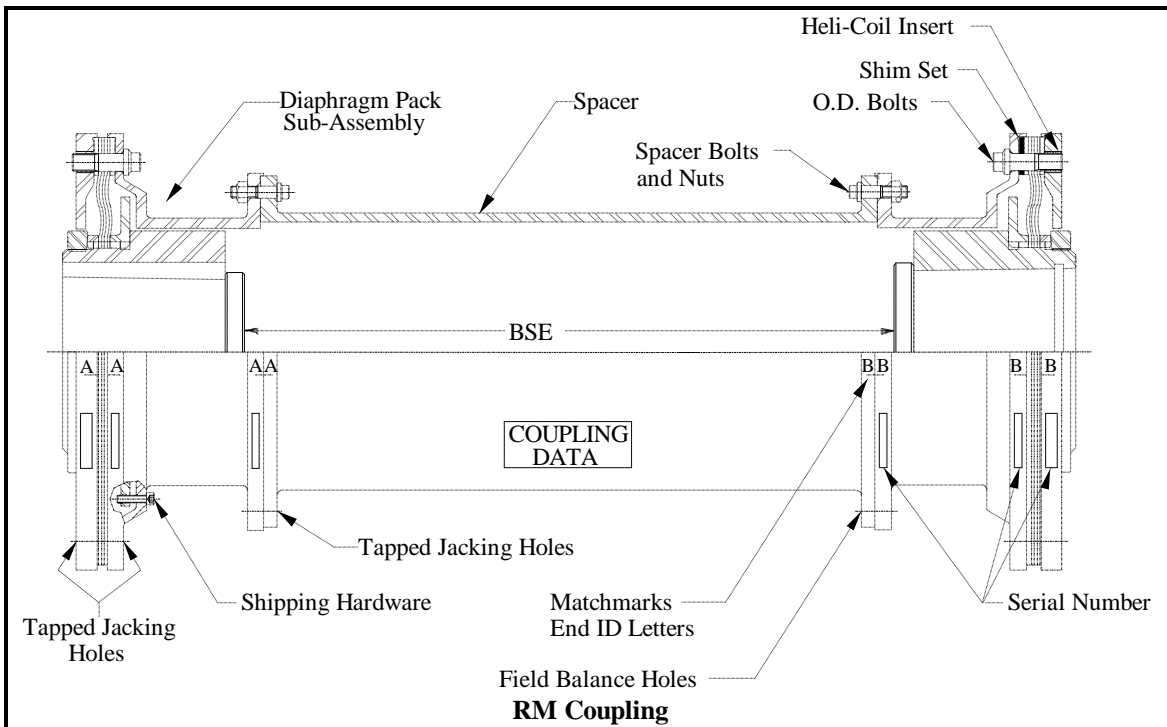 Heli-Coil Insert
Shim Set
O.D. Bolts
Diaphragm Pack
Sub-Assembly
Spacer
Spacer Bolts
and Nuts
BSE
A A A A B B B B
COUPLING
DATA
Tapped Jacking Holes
Shipping Hardware
Matchmarks
End ID Letters
Serial Number
Tapped Jacking
Holes
Field Balance Holes
RM Coupling